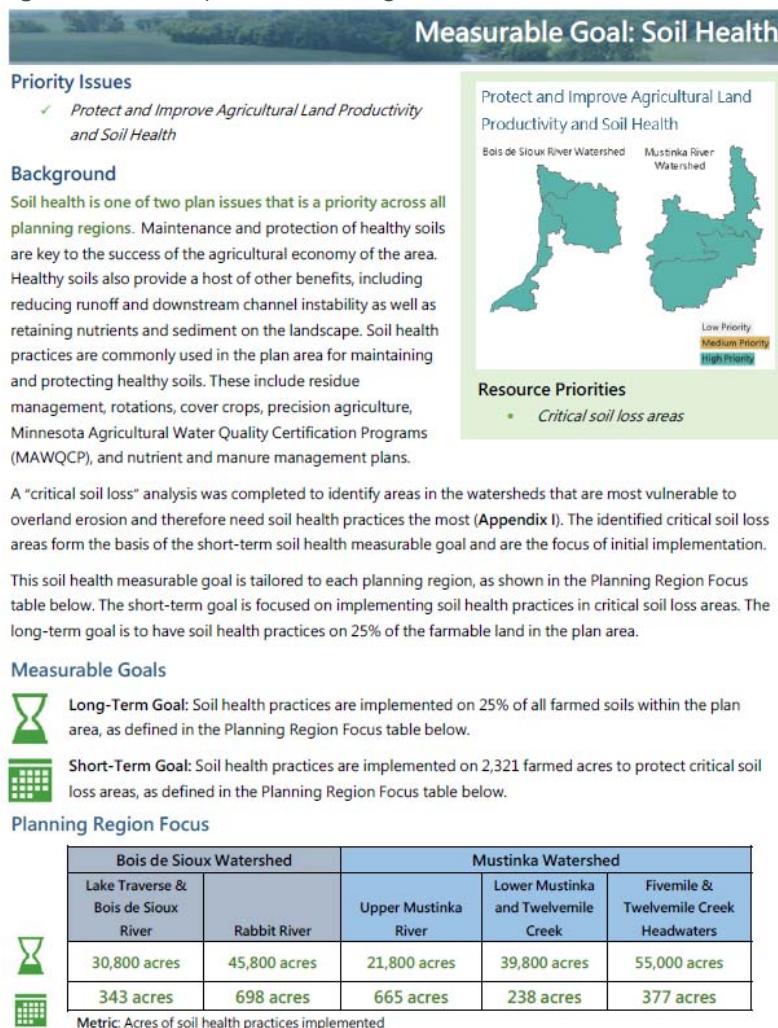 Measurable Goal: Soil Health
Priority Issues
✓ Protect and Improve Agricultural Land Productivity
and Soil Health
Background
Soil health is one of two plan issues that is a priority across all
planning regions. Maintenance and protection of healthy soils
are key to the success of the agricultural economy of the area.
Healthy soils also provide a host of other benefits, including
reducing runoff and downstream channel instability as well as
retaining nutrients and sediment on the landscape. Soil health
practices are commonly used in the plan area for maintaining
and protecting healthy soils. These include residue
management, rotations, cover crops, precision agriculture,
Minnesota Agricultural Water Quality Certification Programs
(MAWQCP), and nutrient and manure management plans.
Protect and Improve Agricultural Land
Productivity and Soil Health
Bois de Sioux River Watershed
Mustinka River
Watershed
Low Priority
Medium Priority
High Priority
Resource Priorities
• Critical soil loss areas
A "critical soil loss" analysis was completed to identify areas in the watersheds that are most vulnerable to
overland erosion and therefore need soil health practices the most (Appendix I). The identified critical soil loss
areas form the basis of the short-term soil health measurable goal and are the focus of initial implementation.
This soil health measurable goal is tailored to each planning region, as shown in the Planning Region Focus
table below. The short-term goal is focused on implementing soil health practices in critical soil loss areas. The
long-term goal is to have soil health practices on 25% of the farmable land in the plan area.
Measurable Goals
Long-Term Goal: Soil health practices are implemented on 25% of all farmed soils within the plan
area, as defined in the Planning Region Focus table below.
Short-Term Goal: Soil health practices are implemented on 2,321 farmed acres to protect critical soil
loss areas, as defined in the Planning Region Focus table below.
Planning Region Focus
Bois de Sioux Watershed
Mustinka Watershed
Lake Traverse &
Bois de Sioux
River
Rabbit River
Upper Mustinka
River
Lower Mustinka
and Twelvemile
Creek
Fivemile &
Twelvemile Creek
Headwaters
30,800 acres 45,800 acres 21,800 acres 39,800 acres 55,000 acres
343 acres 698 acres 665 acres 238 acres 377 acres
Metric: Acres of soil health practices implemented